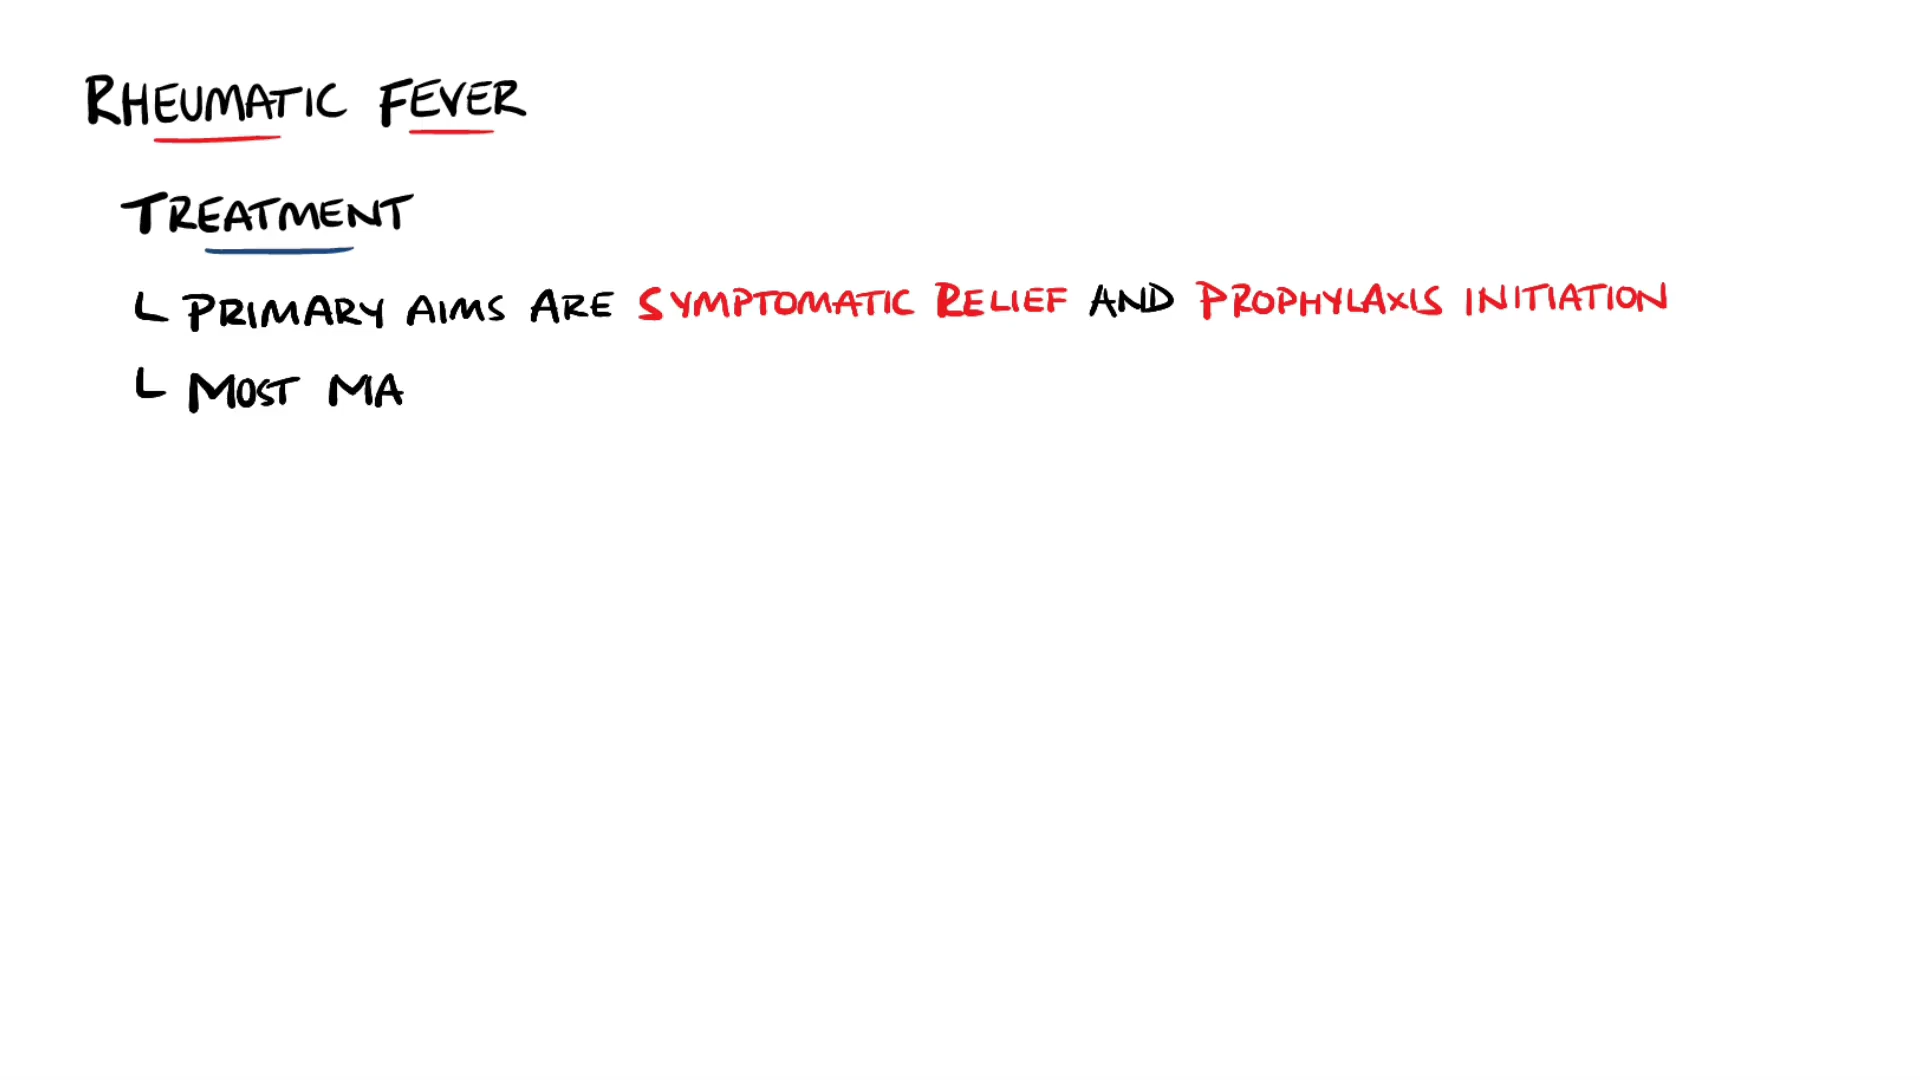 RHEUMATIC FEVER
TREATMENT
PRIMARY AIMS ARE SYMPTOMATIC RELIEF AND PROPHYLAXIS INITIATION
MOST MA